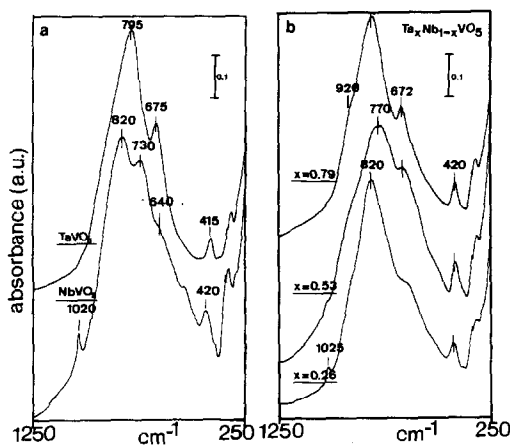 a
795
0.1
820
730
675
640
415
TaVO₅
NbVO₅
1020
420
absorbance (a.u.)
1250 cm⁻¹ 250
b
TaₓNb₁₋ₓVO₅
0.1
926
672
770
420
x=0.79
820
x=0.53
1025
x=0.26
1250 cm⁻¹ 250